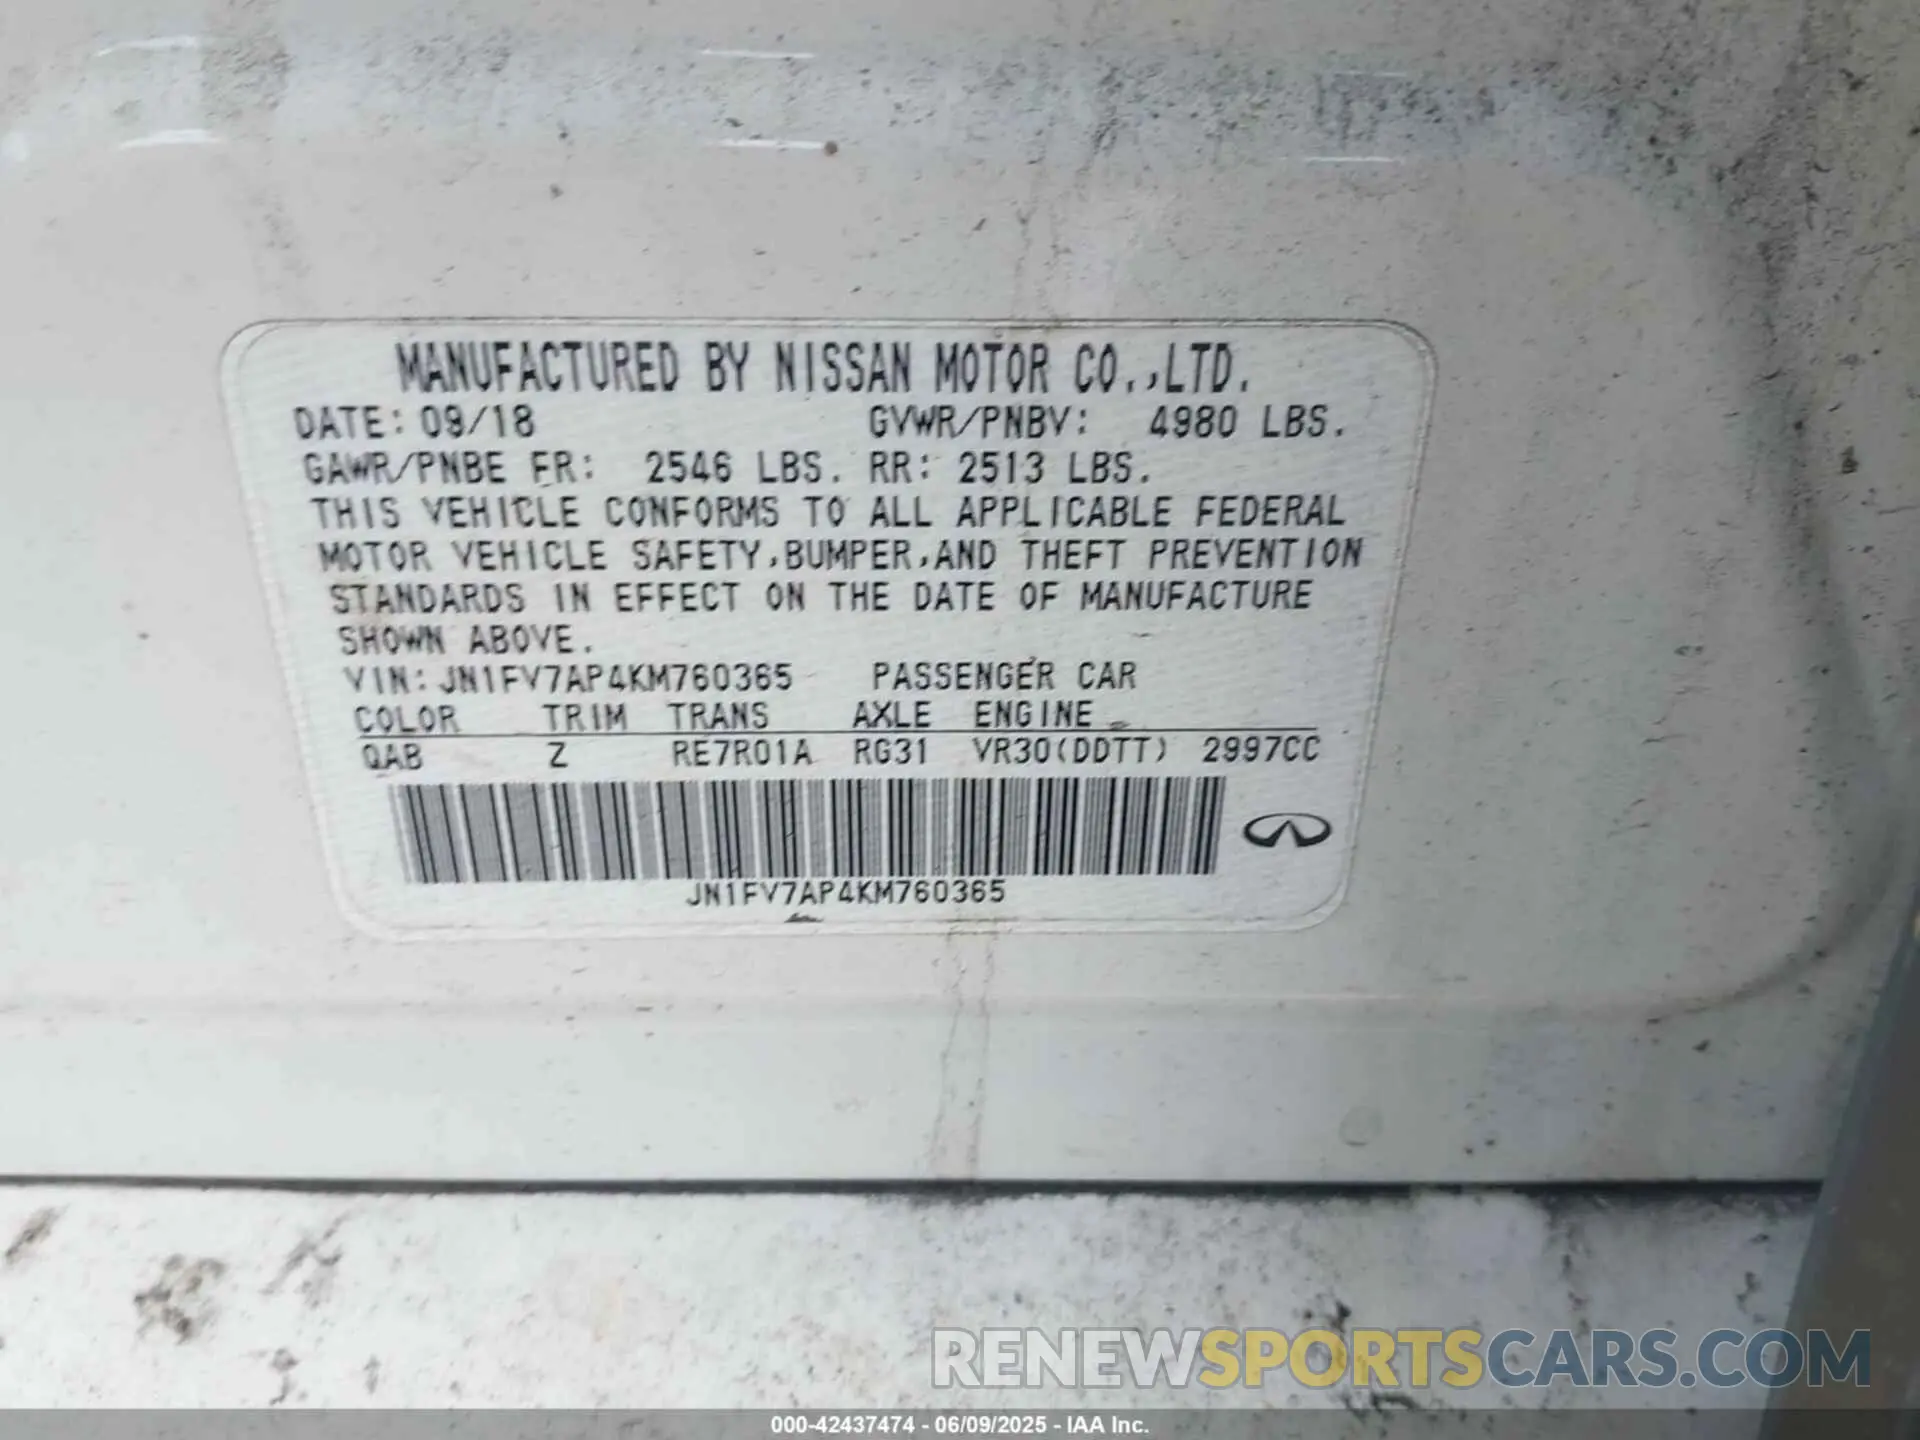 MANUFACTURED BY NISSAN MOTOR CO.,LTD.
DATE: 09/18 GVWR/PNBV: 4980 LBS.
GAWR/PNBE FR: 2546 LBS. RR: 2513 LBS.
THIS VEHICLE CONFORMS TO ALL APPLICABLE FEDERAL
MOTOR VEHICLE SAFETY,BUMPER,AND THEFT PREVENTION
STANDARDS IN EFFECT ON THE DATE OF MANUFACTURE
SHOWN ABOVE.
VIN: JN1FV7AP4KM760365 PASSENGER CAR
COLOR TRIM TRANS AXLE ENGINE
QAB Z RE7R01A RG31 VR30(DDTT) 2997CC
JN1FV7AP4KM760365
RENEWSPORTSCARS.COM
000-42437474 - 06/09/2025 - IAA Inc.